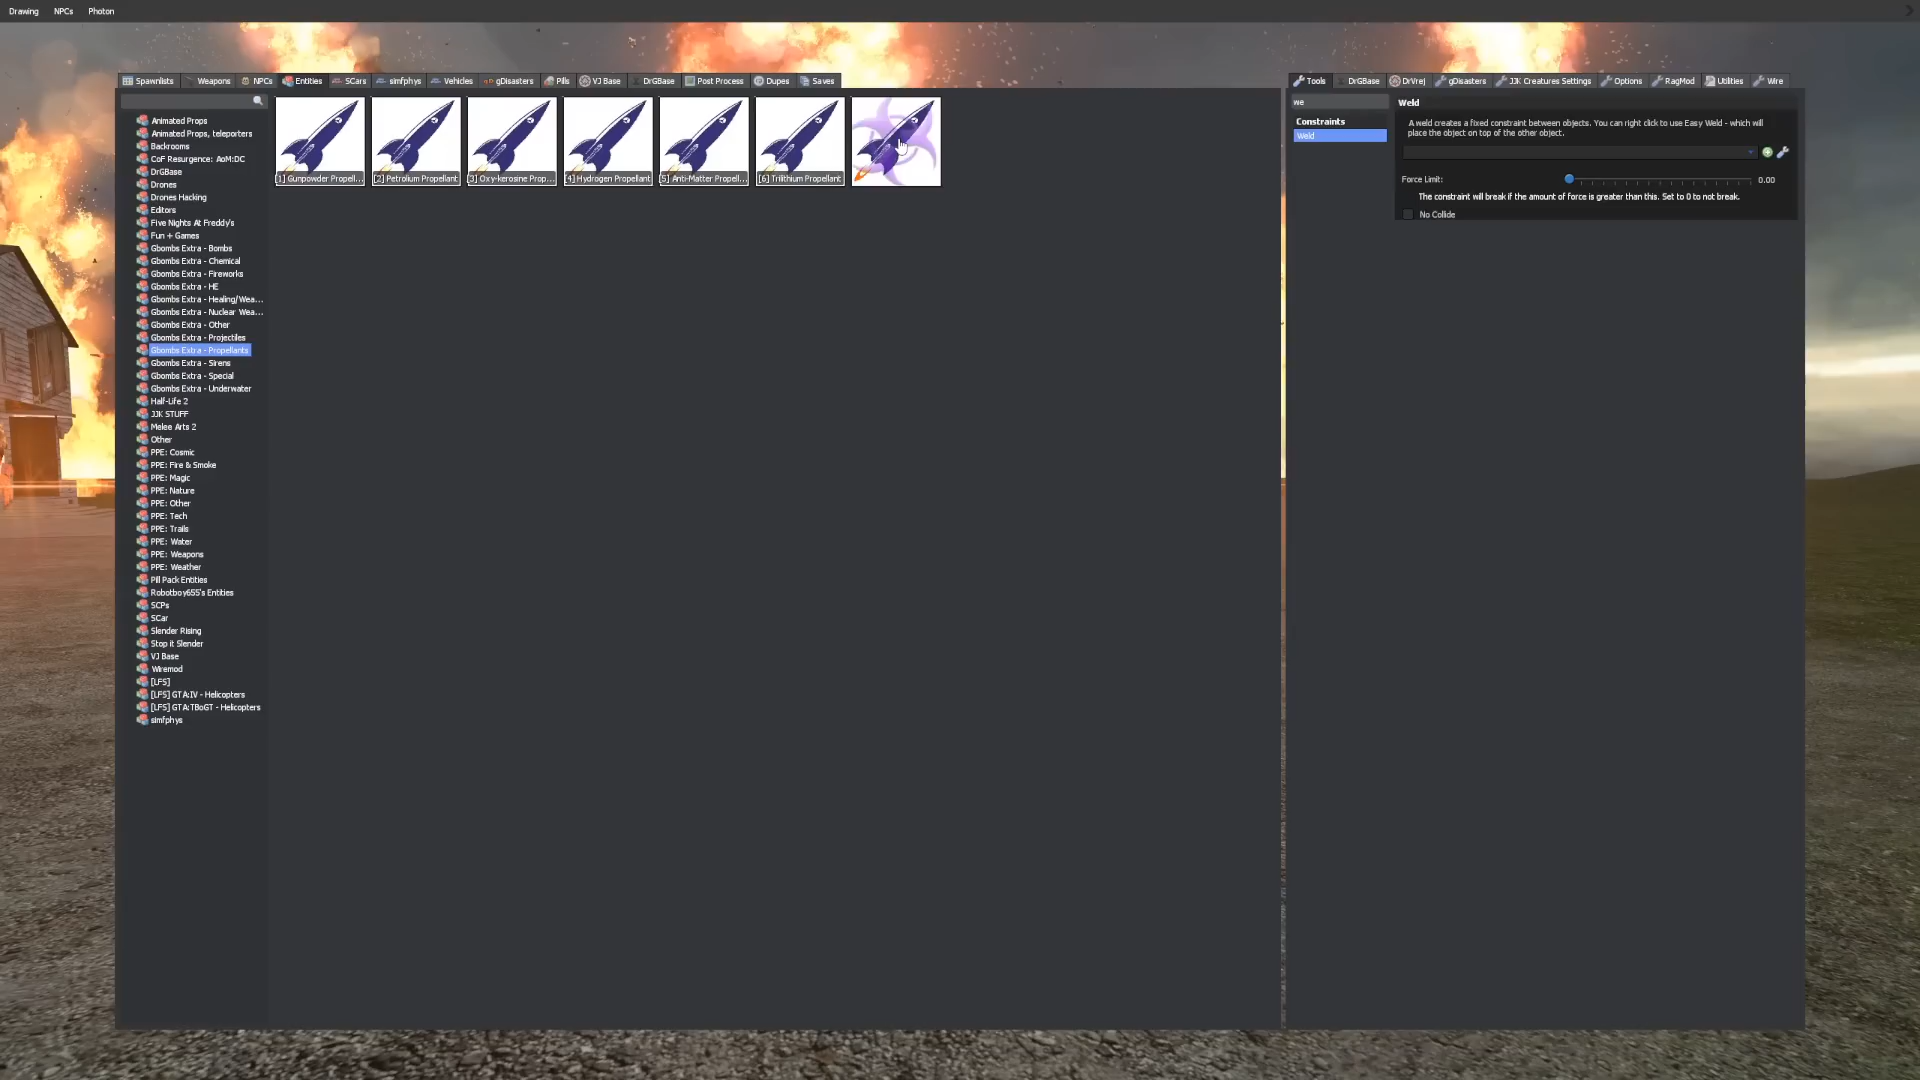 Drawing NPCs Photon
Spawnlists Weapons NPCs Entities SCars simfphys Vehicles gDisasters Pills VJ Base DrGBase Post Process Dupes Saves
Animated Props
Animated Props, teleporters
Backrooms
CoF Resurgence: AoM:DC
DrGBase
Drones
Drones Hacking
Editors
Five Nights At Freddy's
Fun + Games
Gbombs Extra - Bombs
Gbombs Extra - Chemical
Gbombs Extra - Fireworks
Gbombs Extra - HE
Gbombs Extra - Healing/Wea...
Gbombs Extra - Nuclear Wea...
Gbombs Extra - Other
Gbombs Extra - Projectiles
Gbombs Extra - Propellants
Gbombs Extra - Sirens
Gbombs Extra - Special
Gbombs Extra - Underwater
Half-Life 2
JJK STUFF
Melee Arts 2
Other
PPE: Cosmic
PPE: Fire & Smoke
PPE: Magic
PPE: Nature
PPE: Other
PPE: Tech
PPE: Trails
PPE: Water
PPE: Weapons
PPE: Weather
Pill Pack Entities
Robotboy655's Entities
SCPs
SCar
Slender Rising
Stop it Slender
VJ Base
Wiremod
[LFS]
[LFS] GTA:IV - Helicopters
[LFS] GTA:TBoGT - Helicopters
simfphys
[1] Gunpowder Propell... [2] Petrolium Propellant [3] Oxy-kerosine Prop... [4] Hydrogen Propellant [5] Anti-Matter Propell... [6] Trilithium Propellant
Tools DrGBase DrVrej gDisasters JJK Creatures Settings Options RagMod Utilities Wire
we
Constraints
Weld
Weld
A weld creates a fixed constraint between objects. You can right click to use Easy Weld - which will
place the object on top of the other object.
Force Limit: 0.00
The constraint will break if the amount of force is greater than this. Set to 0 to not break.
No Collide